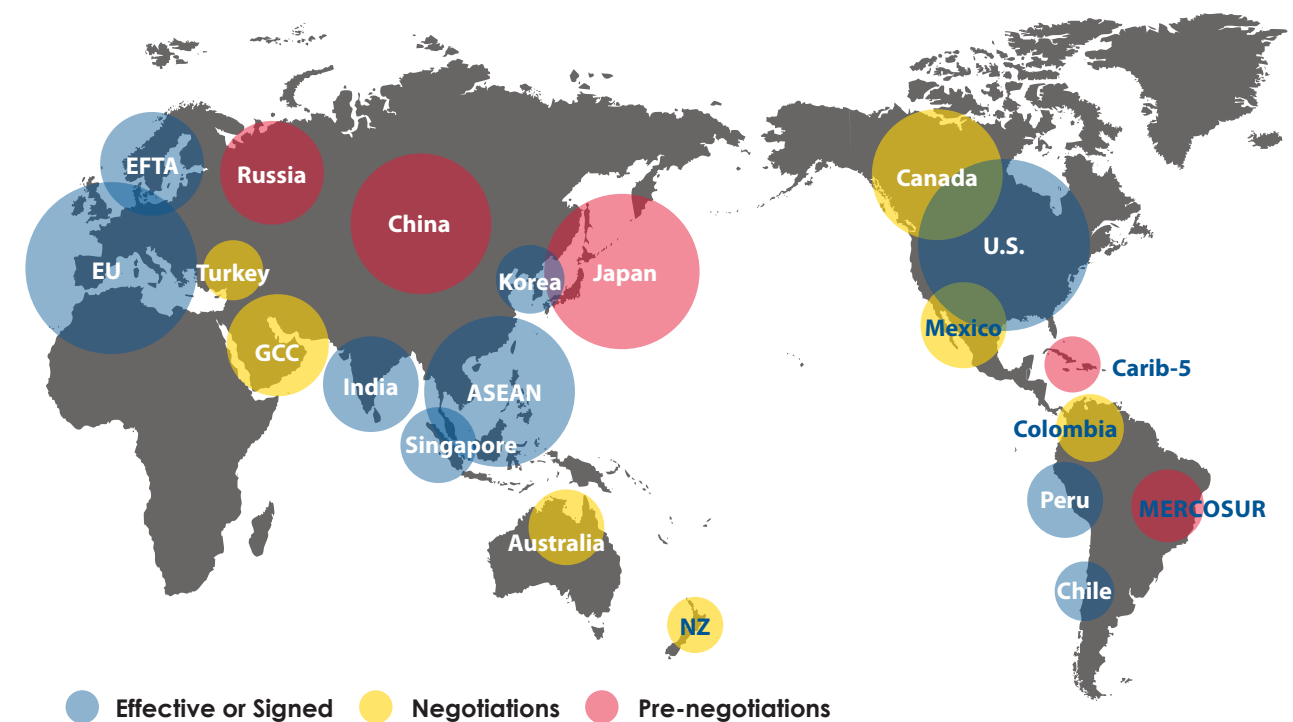 EFTA
Russia
Canada
China
U.S.
EU
Turkey
Korea
Japan
Mexico
GCC
Carib-5
India
ASEAN
Colombia
Singapore
Peru
MERCOSUR
Australia
Chile
NZ
Effective or Signed
Negotiations
Pre-negotiations